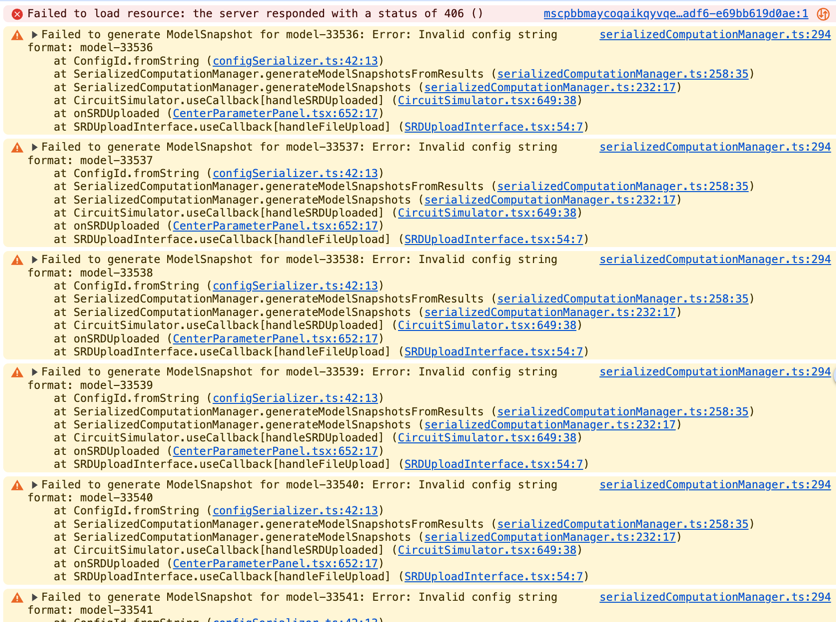 Failed to load resource: the server responded with a status of 406 () mscpbbmaycoqaikqyvqe…adf6-e69bb619d0ae:1
Failed to generate ModelSnapshot for model-33536: Error: Invalid config string serializedComputationManager.ts:294
format: model-33536
at ConfigId.fromString (configSerializer.ts:42:13)
at SerializedComputationManager.generateModelSnapshotsFromResults (serializedComputationManager.ts:258:35)
at SerializedComputationManager.generateModelSnapshots (serializedComputationManager.ts:232:17)
at CircuitSimulator.useCallback[handleSRDUploaded] (CircuitSimulator.tsx:649:38)
at onSRDUploaded (CenterParameterPanel.tsx:652:17)
at SRDUploadInterface.useCallback[handleFileUpload] (SRDUploadInterface.tsx:54:7)
Failed to generate ModelSnapshot for model-33537: Error: Invalid config string serializedComputationManager.ts:294
format: model-33537
at ConfigId.fromString (configSerializer.ts:42:13)
at SerializedComputationManager.generateModelSnapshotsFromResults (serializedComputationManager.ts:258:35)
at SerializedComputationManager.generateModelSnapshots (serializedComputationManager.ts:232:17)
at CircuitSimulator.useCallback[handleSRDUploaded] (CircuitSimulator.tsx:649:38)
at onSRDUploaded (CenterParameterPanel.tsx:652:17)
at SRDUploadInterface.useCallback[handleFileUpload] (SRDUploadInterface.tsx:54:7)
Failed to generate ModelSnapshot for model-33538: Error: Invalid config string serializedComputationManager.ts:294
format: model-33538
at ConfigId.fromString (configSerializer.ts:42:13)
at SerializedComputationManager.generateModelSnapshotsFromResults (serializedComputationManager.ts:258:35)
at SerializedComputationManager.generateModelSnapshots (serializedComputationManager.ts:232:17)
at CircuitSimulator.useCallback[handleSRDUploaded] (CircuitSimulator.tsx:649:38)
at onSRDUploaded (CenterParameterPanel.tsx:652:17)
at SRDUploadInterface.useCallback[handleFileUpload] (SRDUploadInterface.tsx:54:7)
Failed to generate ModelSnapshot for model-33539: Error: Invalid config string serializedComputationManager.ts:294
format: model-33539
at ConfigId.fromString (configSerializer.ts:42:13)
at SerializedComputationManager.generateModelSnapshotsFromResults (serializedComputationManager.ts:258:35)
at SerializedComputationManager.generateModelSnapshots (serializedComputationManager.ts:232:17)
at CircuitSimulator.useCallback[handleSRDUploaded] (CircuitSimulator.tsx:649:38)
at onSRDUploaded (CenterParameterPanel.tsx:652:17)
at SRDUploadInterface.useCallback[handleFileUpload] (SRDUploadInterface.tsx:54:7)
Failed to generate ModelSnapshot for model-33540: Error: Invalid config string serializedComputationManager.ts:294
format: model-33540
at ConfigId.fromString (configSerializer.ts:42:13)
at SerializedComputationManager.generateModelSnapshotsFromResults (serializedComputationManager.ts:258:35)
at SerializedComputationManager.generateModelSnapshots (serializedComputationManager.ts:232:17)
at CircuitSimulator.useCallback[handleSRDUploaded] (CircuitSimulator.tsx:649:38)
at onSRDUploaded (CenterParameterPanel.tsx:652:17)
at SRDUploadInterface.useCallback[handleFileUpload] (SRDUploadInterface.tsx:54:7)
Failed to generate ModelSnapshot for model-33541: Error: Invalid config string serializedComputationManager.ts:294
format: model-33541
at ConfigId.fromString (configSerializer.ts:42:13)